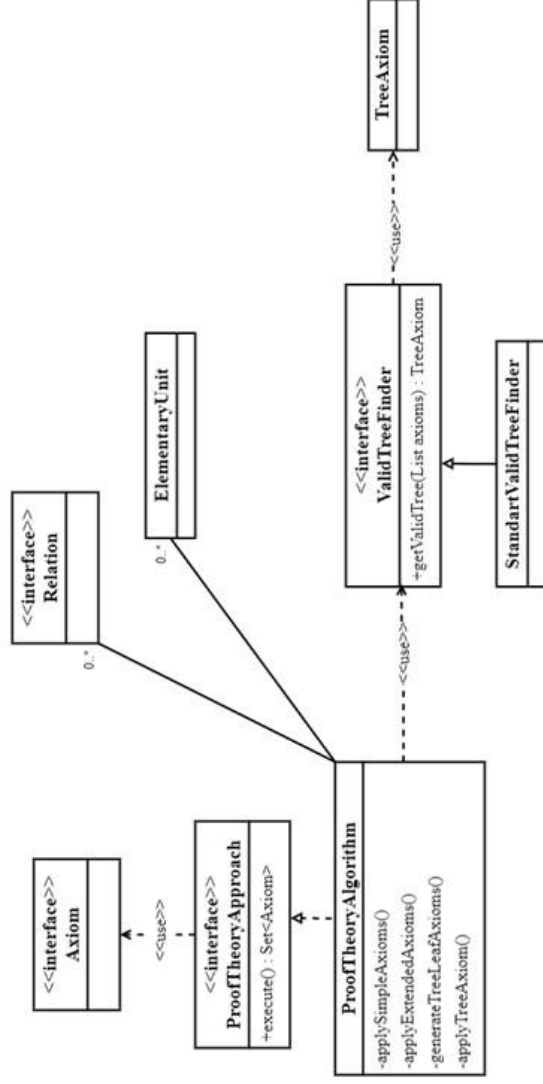 <<interface>>
Axiom
<<use>>
<<interface>>
ProofTheoryApproach
+execute() : Set<Axiom>
ProofTheoryAlgorithm
-applySimpleAxioms()
-applyExtendedAxioms()
-generateTreeLeafAxioms()
-applyTreeAxiom()
<<interface>>
Relation
0..*
ElementaryUnit
0..*
<<use>>
<<interface>>
ValidTreeFinder
+getValidTree(List axioms) : TreeAxiom
StandartValidTreeFinder
<<use>>
TreeAxiom